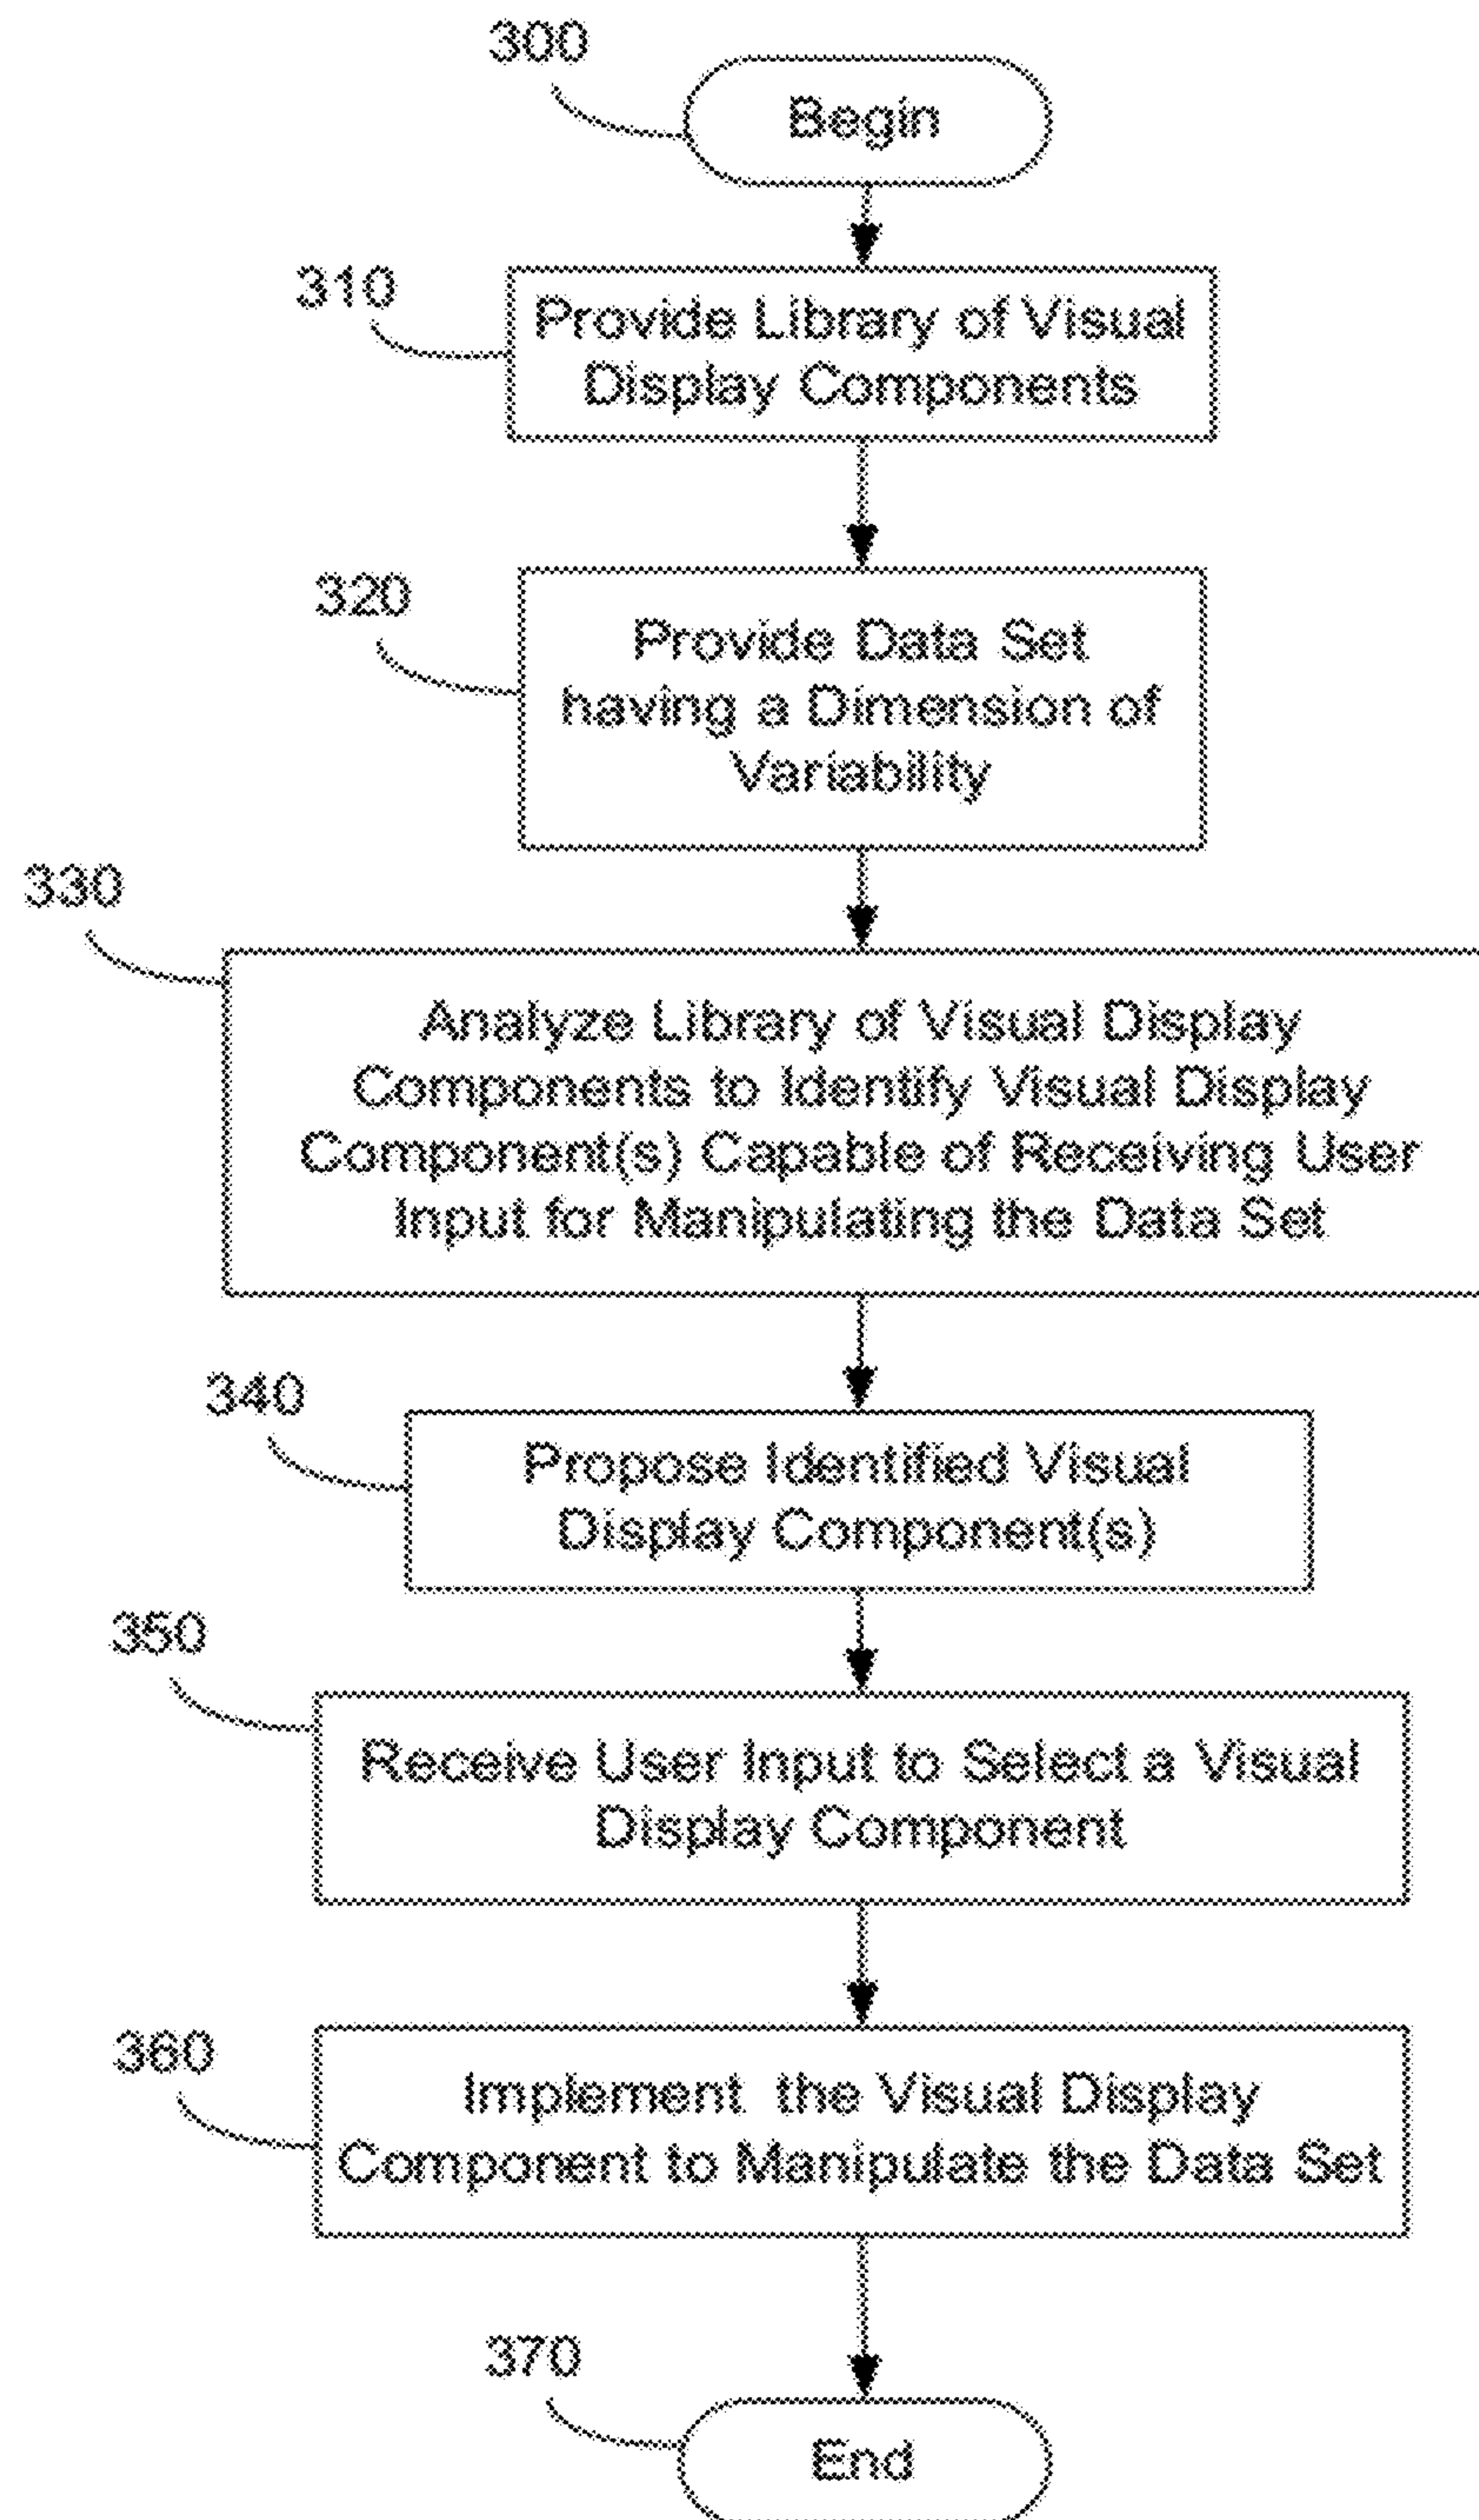 300
Begin
310
Provide Library of Visual
Display Components
320
Provide Data Set
having a Dimension of
Variability
330
Analyze Library of Visual Display
Components to Identify Visual Display
Component(s) Capable of Receiving User
Input for Manipulating the Data Set
340
Propose Identified Visual
Display Component(s)
350
Receive User Input to Select a Visual
Display Component
360
Implement the Visual Display
Component to Manipulate the Data Set
370
End